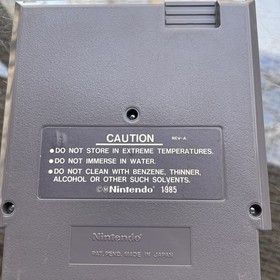 CAUTION REV-A
●DO NOT STORE IN EXTREME TEMPERATURES.
●DO NOT IMMERSE IN WATER.
●DO NOT CLEAN WITH BENZENE, THINNER,
ALCOHOL OR OTHER SUCH SOLVENTS.
©Ⓜ Nintendo 1985
Nintendo
PAT. PEND. MADE IN JAPAN